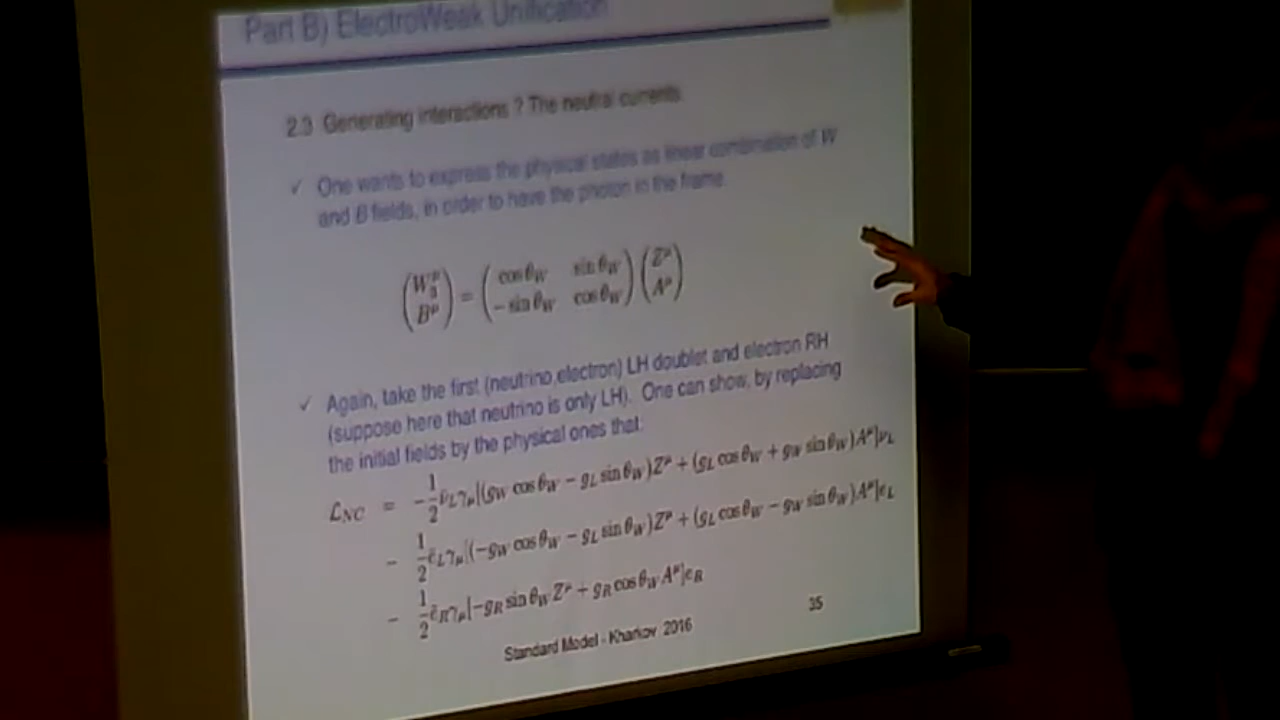 Part B) ElectroWeak Unification
2.3 Generating interactions ? The neutral currents
✓ One wants to express the physical states as linear combination of W
and B fields, in order to have the photon in the frame
(W₃^μ B^μ) = (cos θ_W sin θ_W −sin θ_W cos θ_W) (Z^μ A^μ)
✓ Again, take the first (neutrino,electron) LH doublet and electron RH
(suppose here that neutrino is only LH). One can show, by replacing
the initial fields by the physical ones that:
ℒ_NC = −1/2 ν̄_L γ_μ[(g_W cos θ_W − g_L sin θ_W)Z^μ + (g_L cos θ_W + g_W sin θ_W)A^μ]ν_L
− 1/2 ē_L γ_μ[(−g_W cos θ_W − g_L sin θ_W)Z^μ + (g_L cos θ_W − g_W sin θ_W)A^μ]e_L
− 1/2 ē_R γ_μ[−g_R sin θ_W Z^μ + g_R cos θ_W A^μ]e_R
Standard Model - Kharkov 2016
35